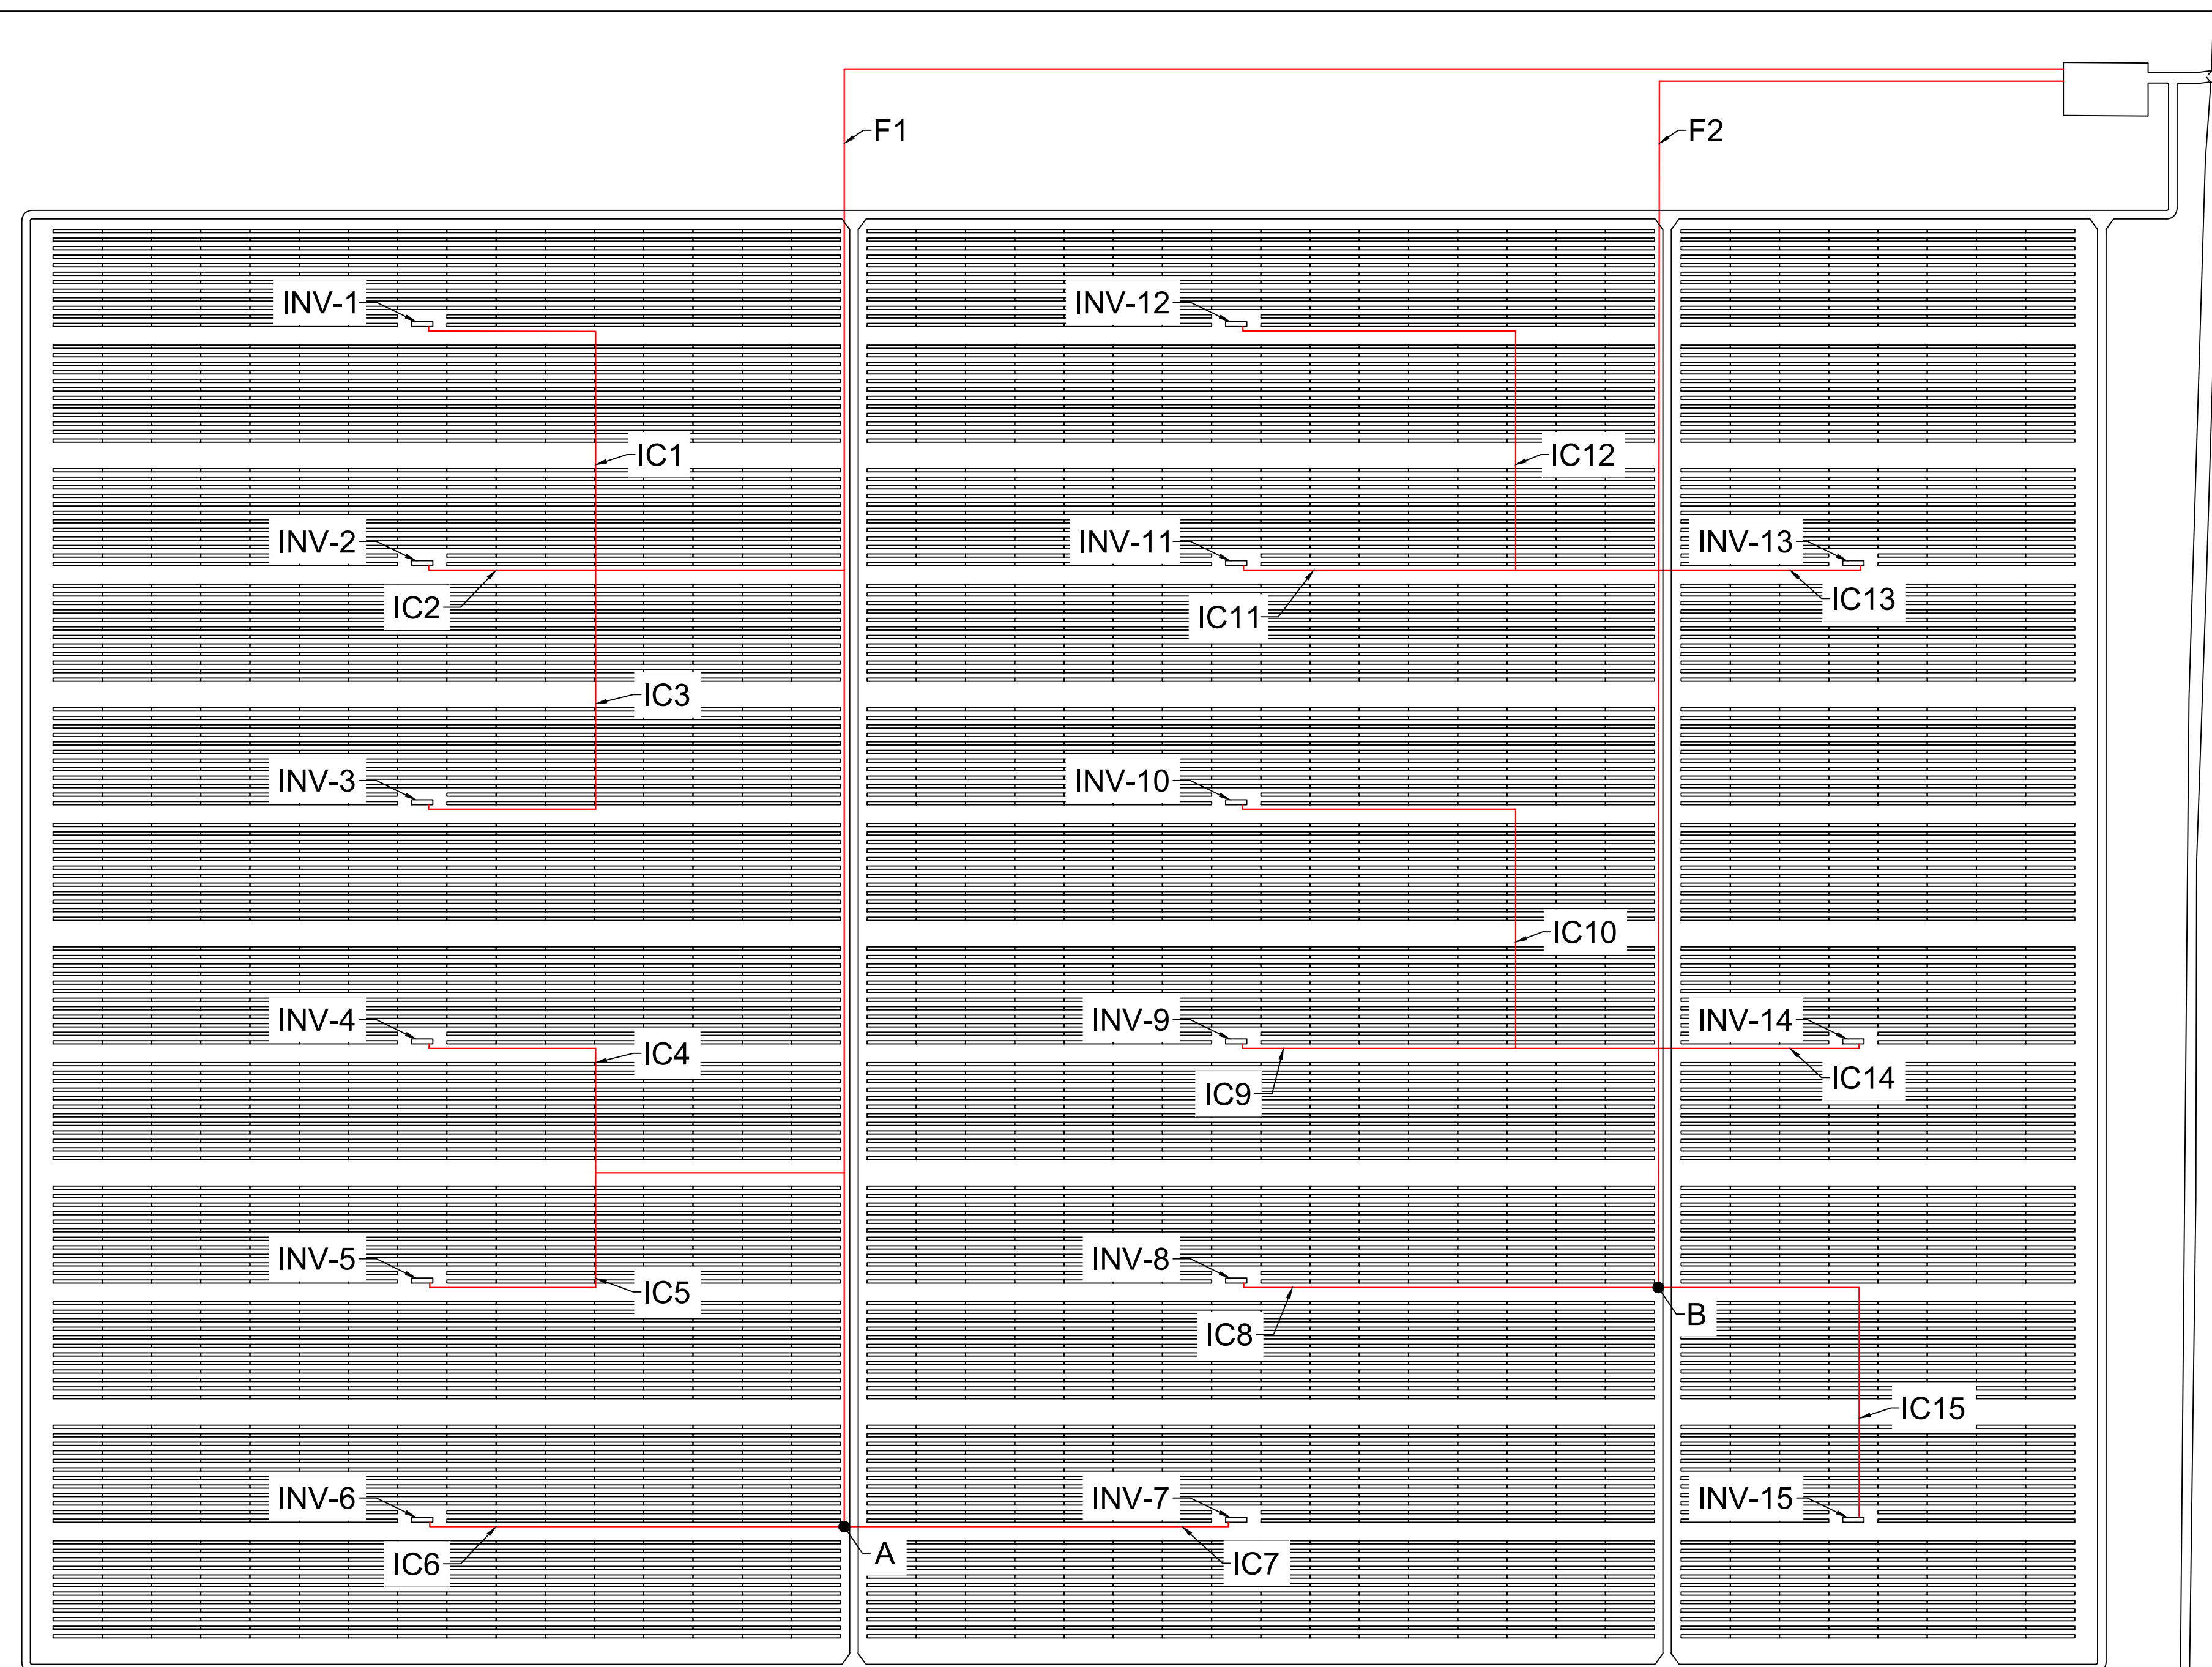 F1
F2
INV-1
INV-12
IC1
IC12
INV-2
INV-11
INV-13
IC2
IC11
IC13
IC3
INV-3
INV-10
IC10
INV-4
INV-9
INV-14
IC4
IC9
IC14
INV-5
INV-8
IC5
IC8
B
IC15
INV-6
INV-7
INV-15
IC6
A
IC7